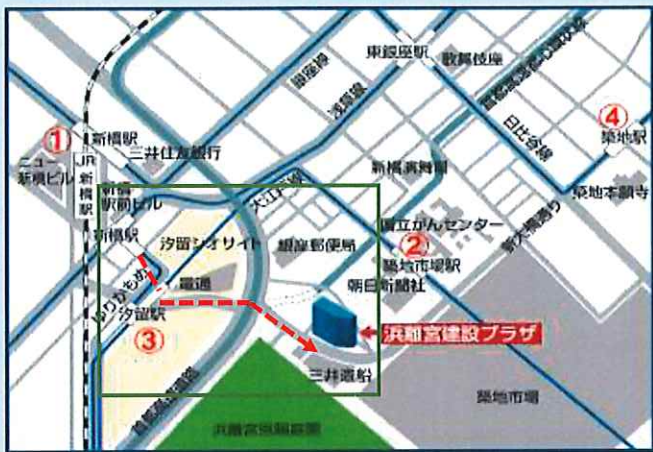 東銀座駅
歌舞伎座
銀座線
浅草線
首都高速都心環状線
日比谷線
④
築地駅
①
新橋駅
三井住友銀行
ニュー
新橋ビル
JR新橋駅
新橋
駅前ビル
新橋演舞場
築地本願寺
大江戸線
国立がんセンター
新大橋通り
新橋駅
汐留シオサイト
銀座郵便局
②
築地市場駅
電通
朝日新聞社
ゆりかもめ
汐留駅
③
浜離宮建設プラザ
三井造船
築地市場
首都高速道路
浜離宮恩賜庭園